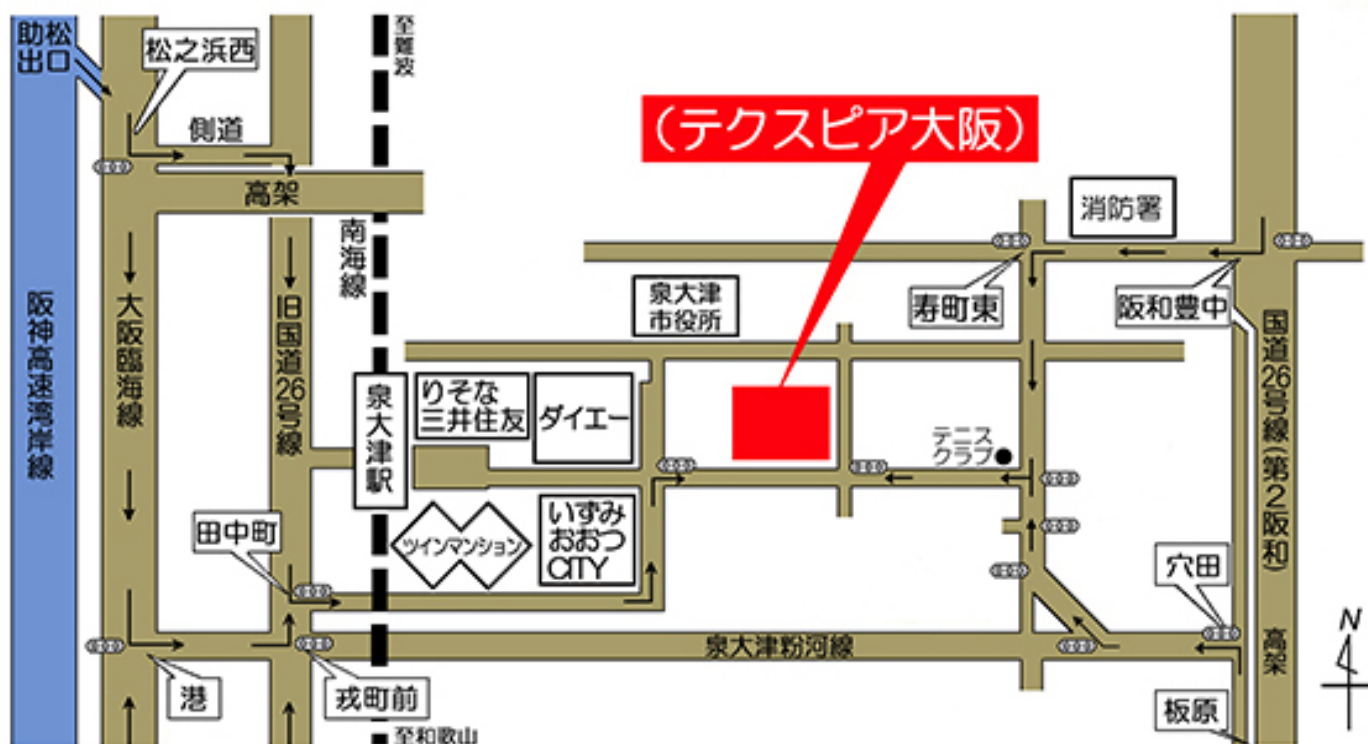 助松
出口
松之浜西
至難波
(テクスピア大阪)
側道
高架
消防署
南海線
泉大津
市役所
寿町東
阪和豊中
阪神高速湾岸線
大阪臨海線
旧国道26号線
国道26号線(第2阪和)
泉大津駅
りそな
三井住友
ダイエー
テニス
クラブ
田中町
ツインマンション
いずみ
おおつ
CITY
穴田
N
泉大津粉河線
高架
港
戎町前
板原
至和歌山